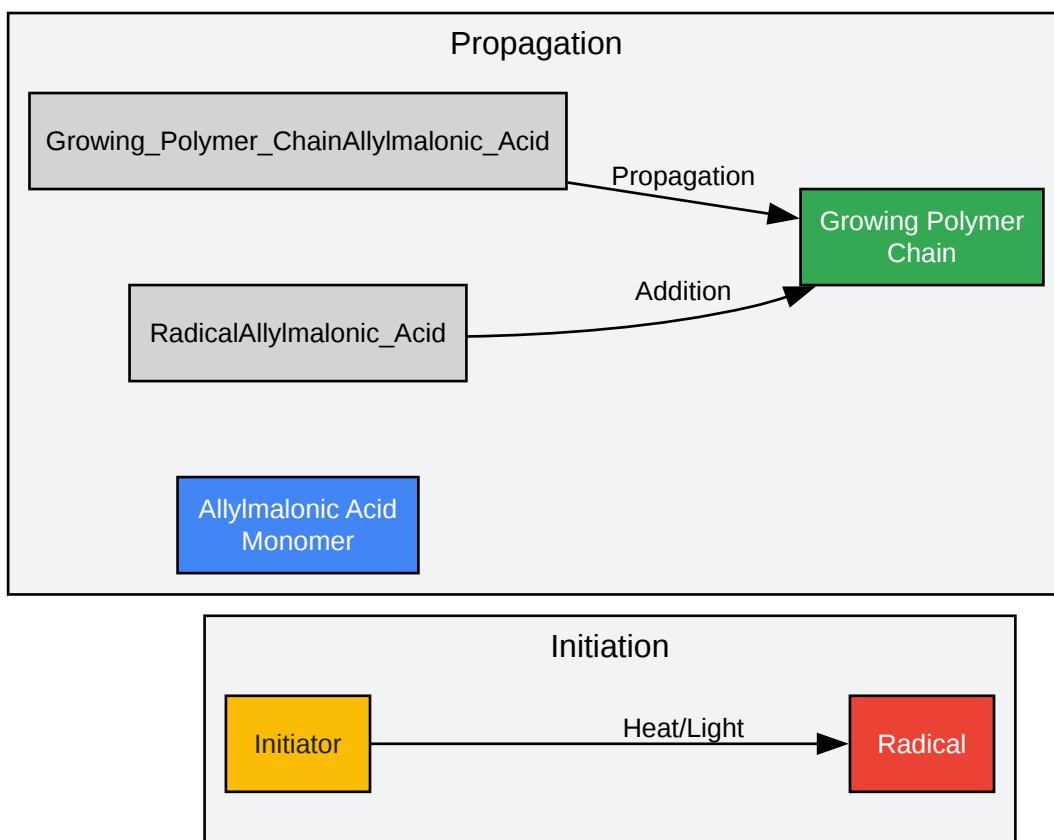 Propagation
Growing_Polymer_ChainAllylmalonic_Acid
Propagation
Growing Polymer
Chain
Addition
RadicalAllylmalonic_Acid
Allylmalonic Acid
Monomer
Initiation
Initiator
Heat/Light
Radical